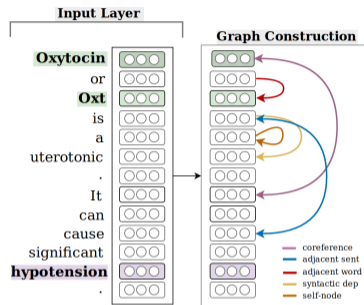 Input Layer
Graph Construction
Oxytocin
or
Oxt
is
a
uterotonic
.
It
can
cause
significant
hypotension
.
coreference
adjacent sent
adjacent word
syntactic dep
self-node